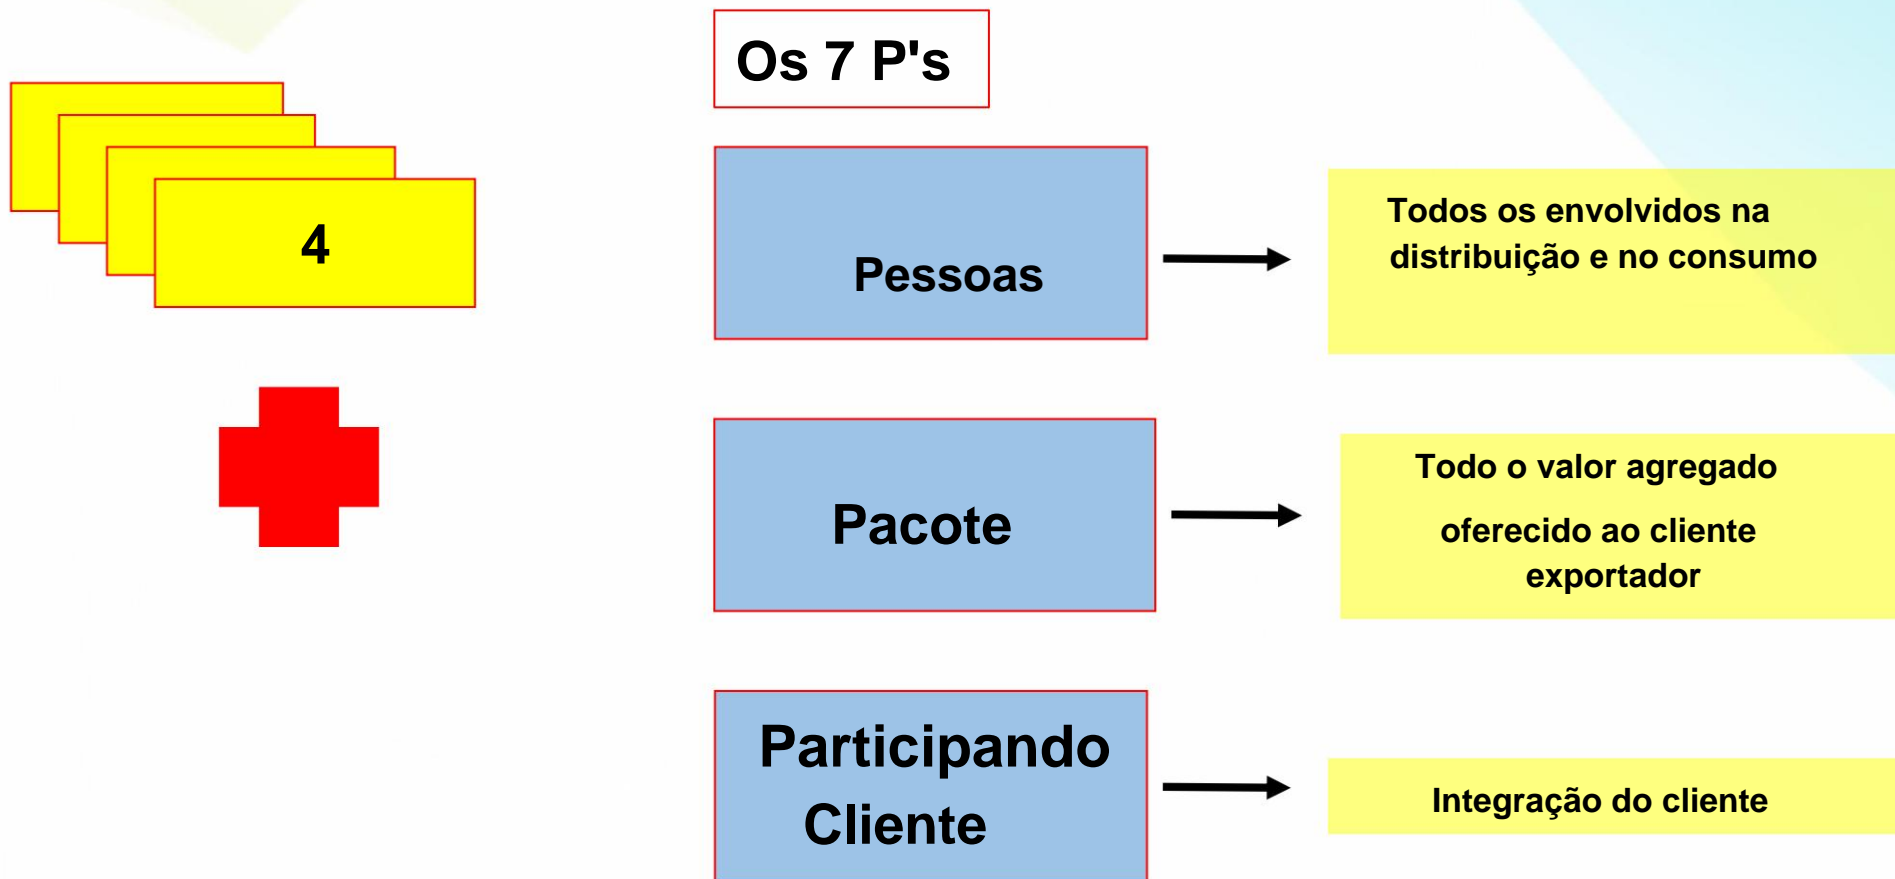 Os 7 P's
4
Pessoas
Todos os envolvidos na
distribuição e no consumo
Pacote
Todo o valor agregado
oferecido ao cliente
exportador
Participando
Cliente
Integração do cliente